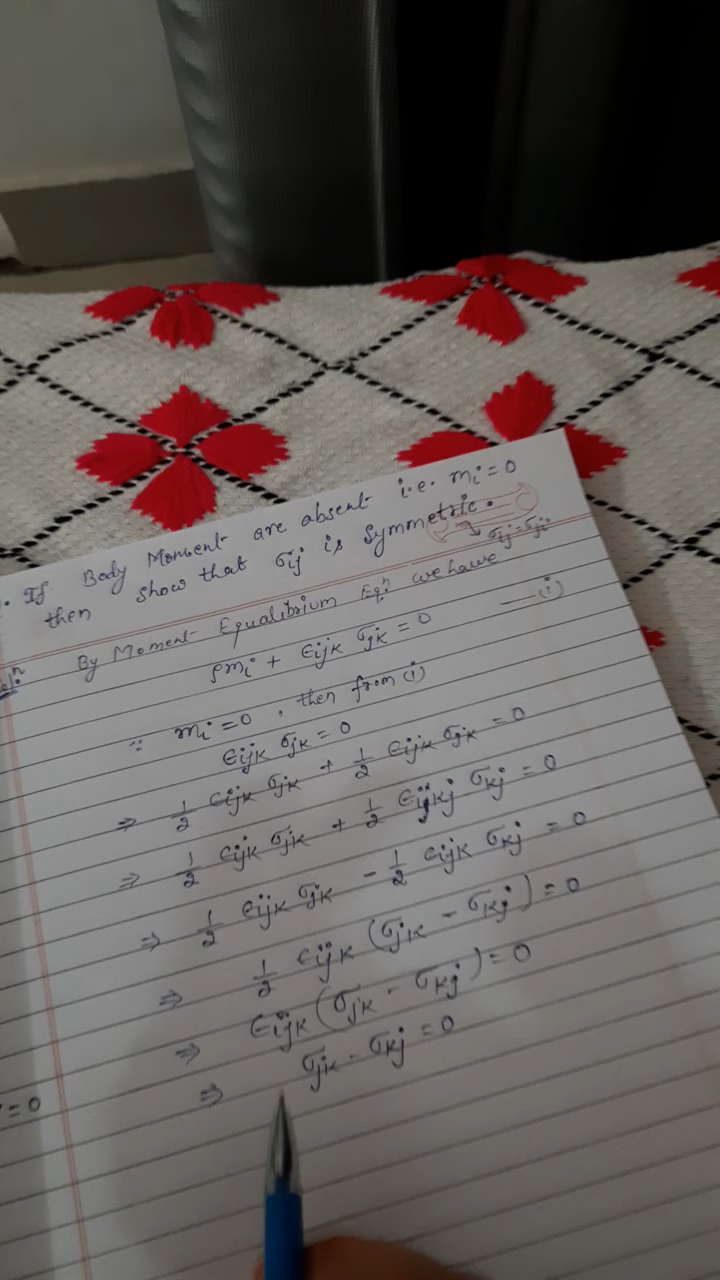 If Body Moment are absent i.e. mᵢ = 0
then show that σij is Symmetric.
σij = σji
Solⁿ By Moment Equilibrium Eqⁿ. we have
ρmᵢ + ϵijk σjk = 0 —(i)
∵ mᵢ = 0, then from (i)
ϵijk σjk = 0
⇒ 1/2 ϵijk σjk + 1/2 ϵijk σjk = 0
⇒ 1/2 ϵijk σjk + 1/2 ϵikj σkj = 0
⇒ 1/2 ϵijk σjk - 1/2 ϵijk σkj = 0
⇒ 1/2 ϵijk (σjk - σkj) = 0
⇒ ϵijk (σjk - σkj) = 0
⇒ σjk - σkj = 0
= 0